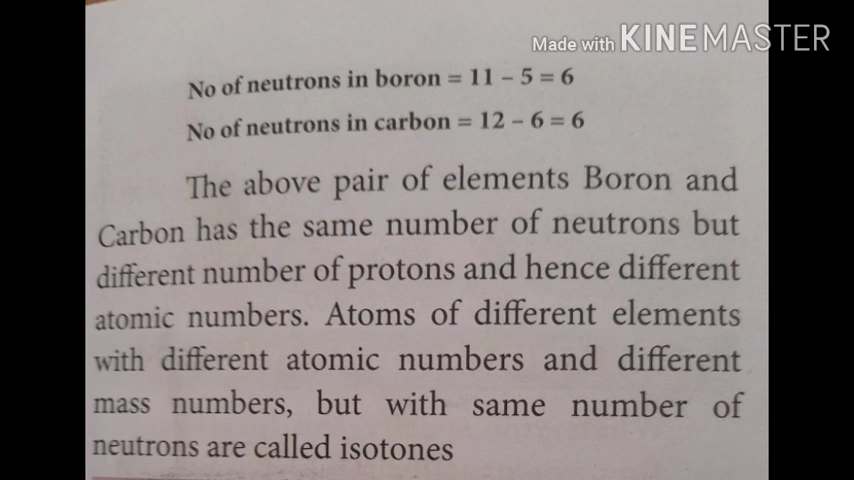 Made with KINEMASTER
No of neutrons in boron = 11 – 5 = 6
No of neutrons in carbon = 12 – 6 = 6
The above pair of elements Boron and
Carbon has the same number of neutrons but
different number of protons and hence different
atomic numbers. Atoms of different elements
with different atomic numbers and different
mass numbers, but with same number of
neutrons are called isotones